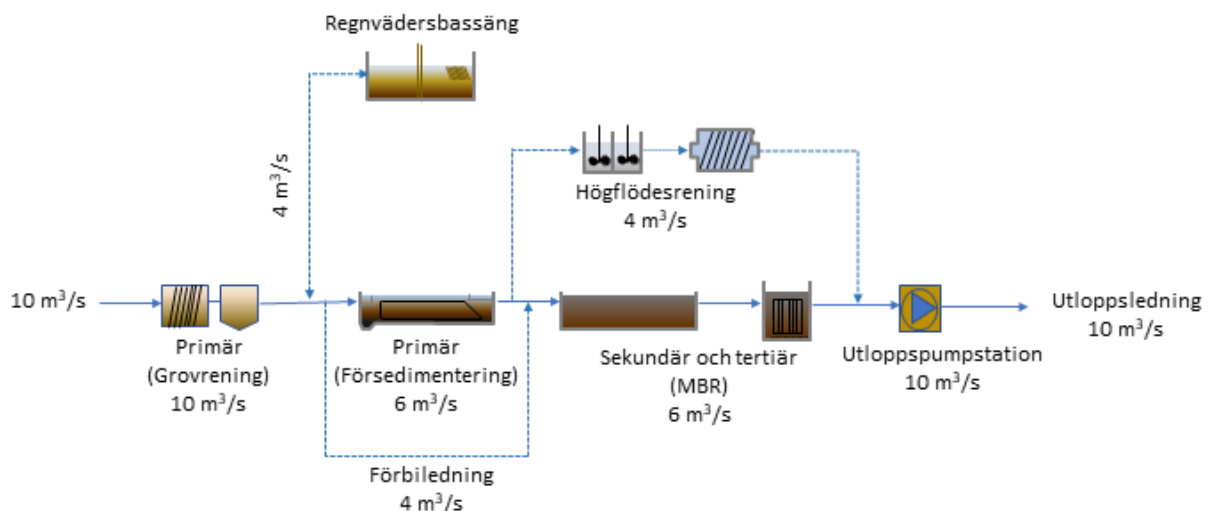 Regnvädersbassäng
4 m³/s
Högflödesrening
4 m³/s
10 m³/s
Primär
(Grovrening)
10 m³/s
Primär
(Försedimentering)
6 m³/s
Sekundär och tertiär
(MBR)
6 m³/s
Utloppspumpstation
10 m³/s
Utloppsledning
10 m³/s
Förbiledning
4 m³/s